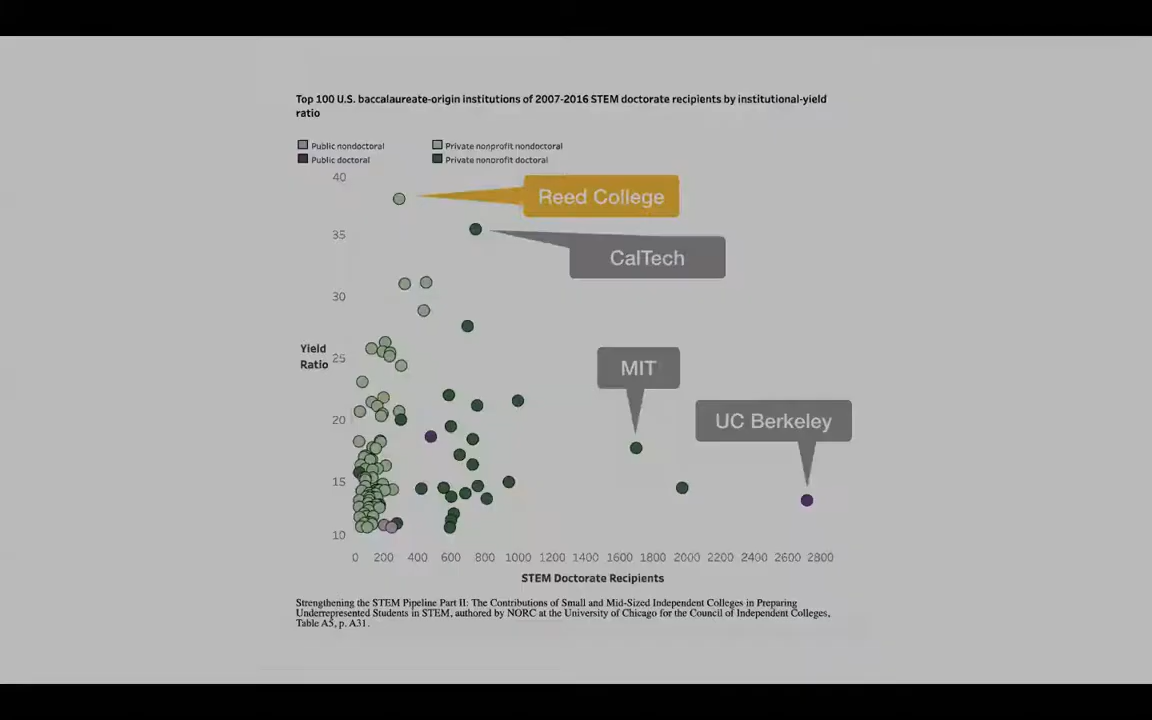 Top 100 U.S. baccalaureate-origin institutions of 2007-2016 STEM doctorate recipients by institutional-yield
ratio
Public nondoctoral
Private nonprofit nondoctoral
Public doctoral
Private nonprofit doctoral
40
Reed College
35
CalTech
30
Yield
Ratio
25
MIT
20
UC Berkeley
15
10
0 200 400 600 800 1000 1200 1400 1600 1800 2000 2200 2400 2600 2800
STEM Doctorate Recipients
Strengthening the STEM Pipeline Part II: The Contributions of Small and Mid-Sized Independent Colleges in Preparing
Underrepresented Students in STEM, authored by NORC at the University of Chicago for the Council of Independent Colleges,
Table A5, p. A31.